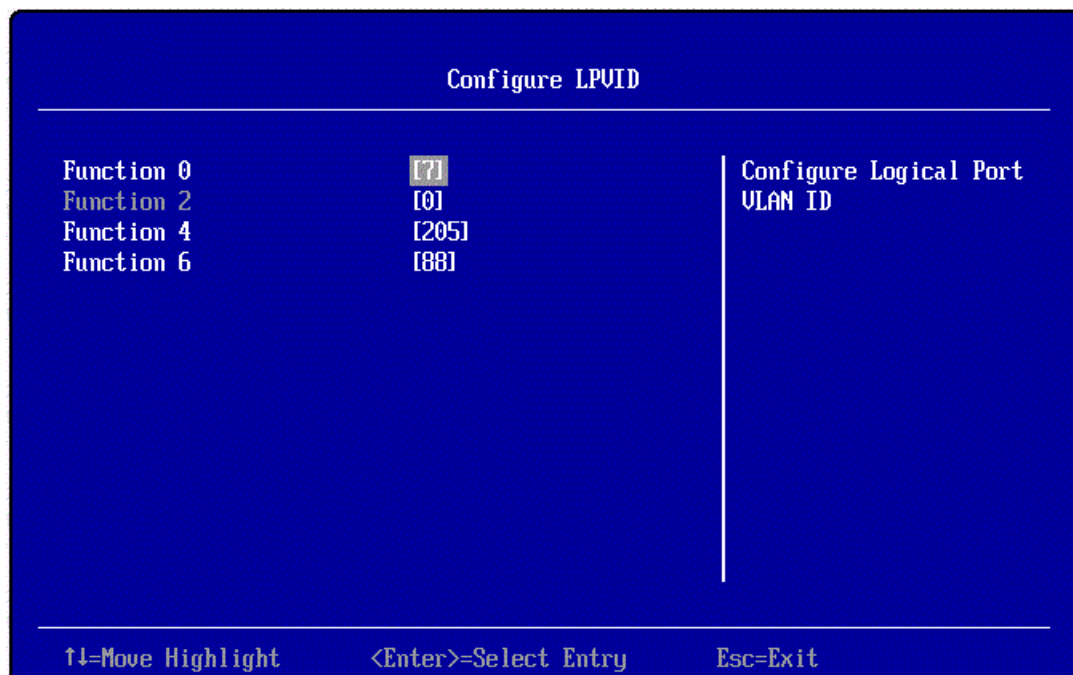 Configure LPVID
Function 0 [7]
Function 2 [0]
Function 4 [205]
Function 6 [88]
Configure Logical Port
VLAN ID
↑↓=Move Highlight <Enter>=Select Entry Esc=Exit